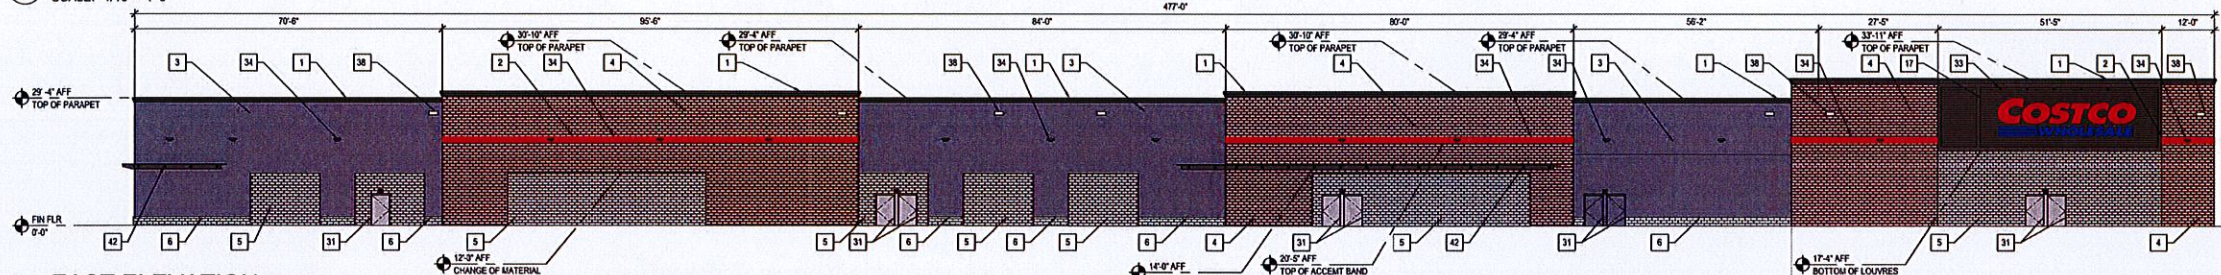 477'-0"
70'-6" 95'-6" 84'-0" 80'-0" 56'-2" 27'-5" 51'-5" 12'-0"
30'-10" AFF
TOP OF PARAPET
29'-4" AFF
TOP OF PARAPET
30'-10" AFF
TOP OF PARAPET
29'-4" AFF
TOP OF PARAPET
33'-11" AFF
TOP OF PARAPET
3 34 1 38 2 34 4 1 38 34 1 3 1 4 34 34 3 1 38 34 4 17 33 1 2 34 38
29'-4" AFF
TOP OF PARAPET
COSTCO
WHOLESALE
FIN FLR
0'-0"
42 6 5 31 6 5 5 31 6 5 6 5 6 4 31 5 42 31 6 5 31 4
12'-3" AFF
CHANGE OF MATERIAL
14'-0" AFF
20'-5" AFF
TOP OF ACCEMT BAND
17'-4" AFF
BOTTOM OF LOUVRES